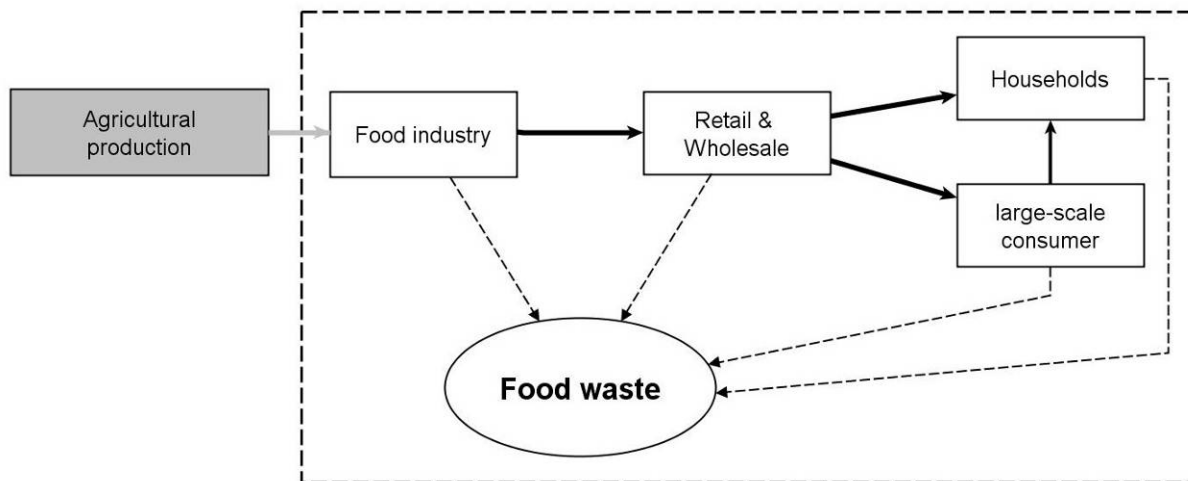 Agricultural
production
Food industry
Retail &
Wholesale
Households
large-scale
consumer
Food waste